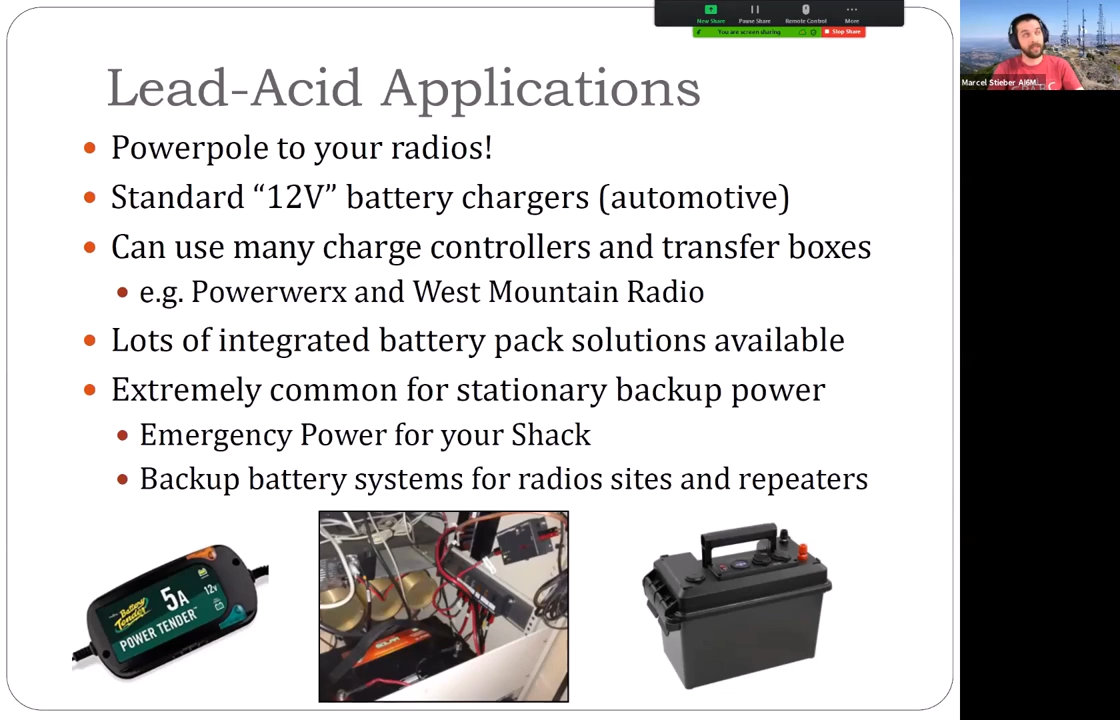 New Share
Pause Share
Remote Control
More
You are screen sharing
Stop Share
Marcel Stieber AI6M...
Lead-Acid Applications
Powerpole to your radios!
Standard “12V” battery chargers (automotive)
Can use many charge controllers and transfer boxes
e.g. Powerwerx and West Mountain Radio
Lots of integrated battery pack solutions available
Extremely common for stationary backup power
Emergency Power for your Shack
Backup battery systems for radios sites and repeaters
Battery Tender
5A
12V
POWER TENDER